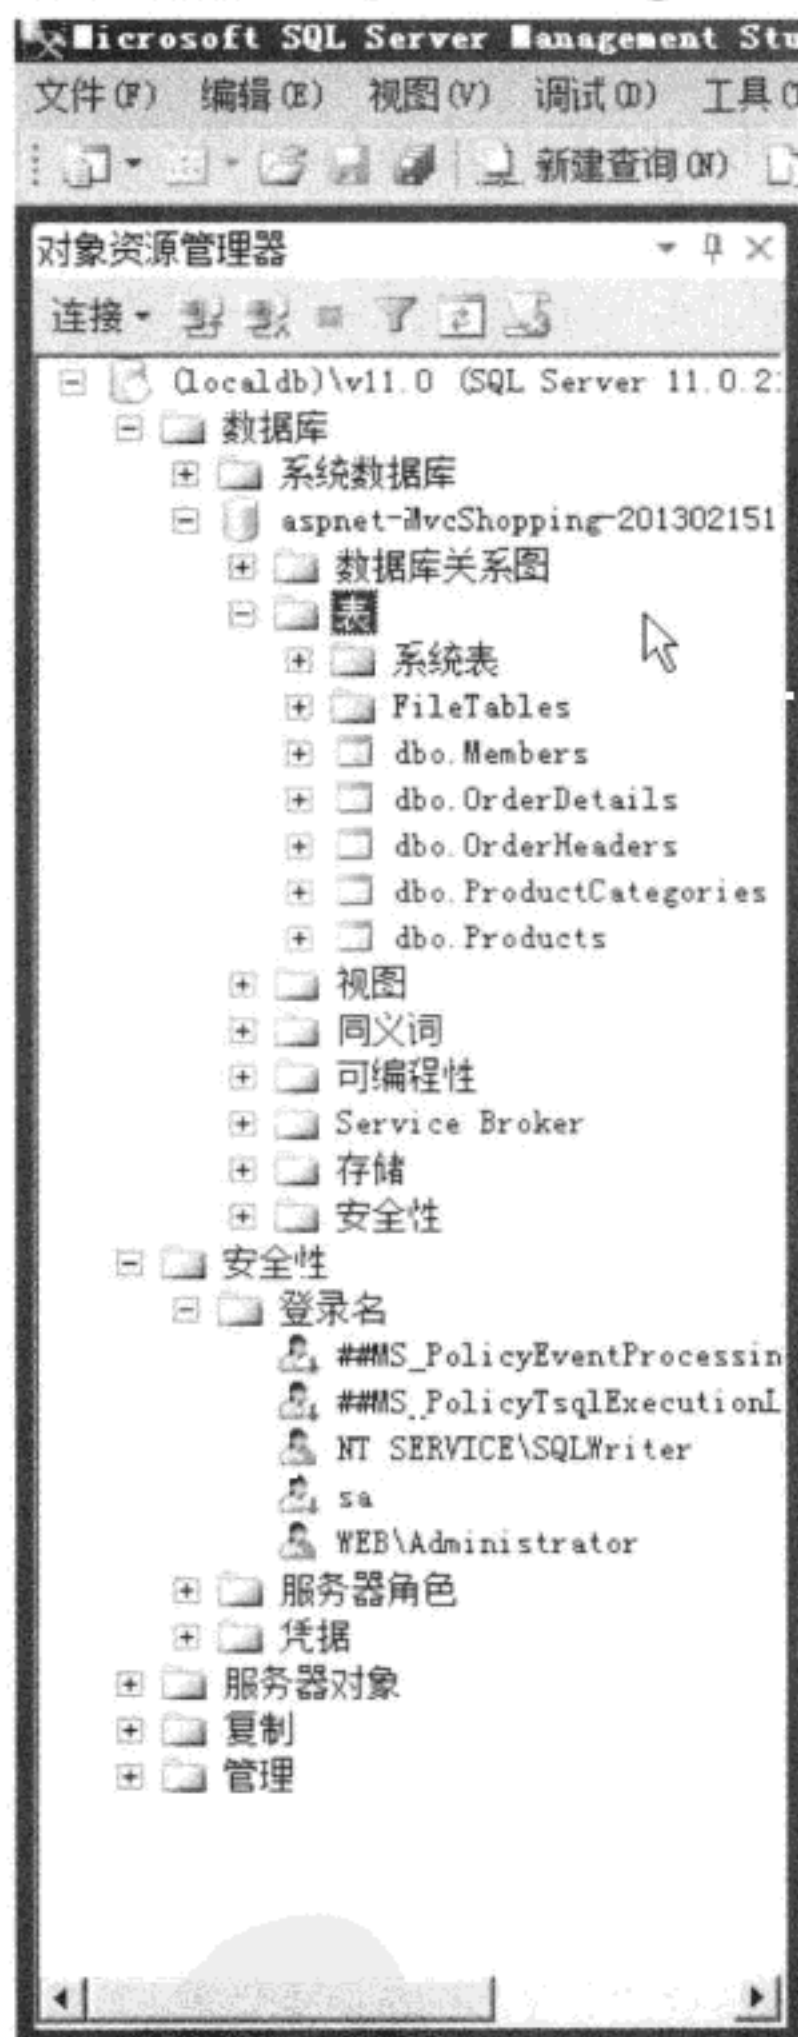 Microsoft SQL Server Management Stu
文件(F) 编辑(E) 视图(V) 调试(D) 工具(T
新建查询(N)
对象资源管理器
连接
(localdb)\v11.0 (SQL Server 11.0.2
数据库
系统数据库
aspnet-MvcShopping-201302151
数据库关系图
表
系统表
FileTables
dbo.Members
dbo.OrderDetails
dbo.OrderHeaders
dbo.ProductCategories
dbo.Products
视图
同义词
可编程性
Service Broker
存储
安全性
安全性
登录名
##MS_PolicyEventProcessin
##MS_PolicyTsqlExecutionL
NT SERVICE\SQLWriter
sa
WEB\Administrator
服务器角色
凭据
服务器对象
复制
管理